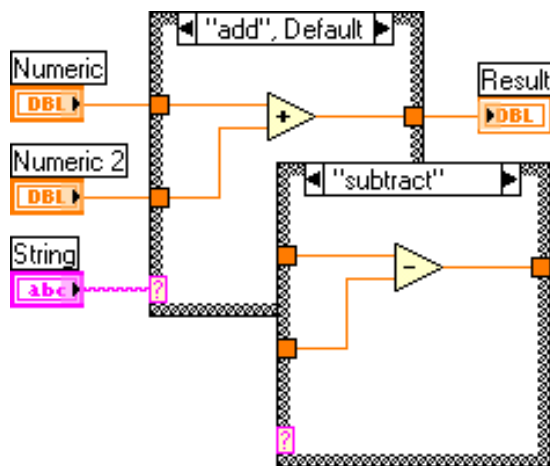 "add", Default
Numeric
DBL
Result
DBL
+
Numeric 2
DBL
"subtract"
String
abc
?
-
?